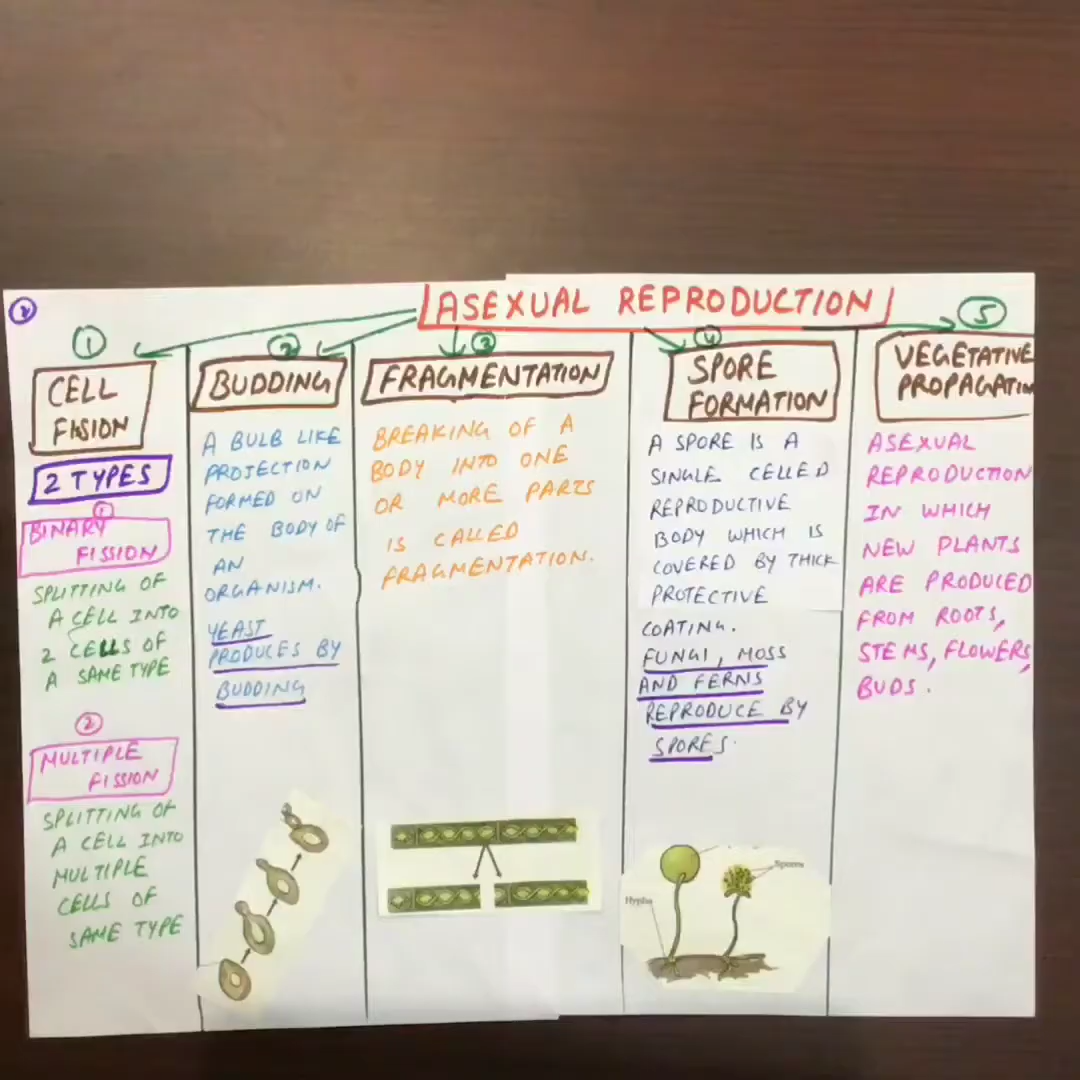 ②
ASEXUAL REPRODUCTION
①
CELL
FISSION
2 TYPES
①
BINARY
FISSION
SPLITTING OF
A CELL INTO
2 CELLS OF
A SAME TYPE
②
MULTIPLE
FISSION
SPLITTING OF
A CELL INTO
MULTIPLE
CELLS OF
SAME TYPE
②
BUDDING
A BULB LIKE
PROJECTION
FORMED ON
THE BODY OF
AN
ORGANISM.
YEAST
PRODUCES BY
BUDDING
③
FRAGMENTATION
BREAKING OF A
BODY INTO ONE
OR MORE PARTS
IS CALLED
FRAGMENTATION.
④
SPORE
FORMATION
A SPORE IS A
SINGLE CELLED
REPRODUCTIVE
BODY WHICH IS
COVERED BY THICK
PROTECTIVE
COATING.
FUNGI, MOSS
AND FERNS
REPRODUCE BY
SPORES.
Spores
Hypha
⑤
VEGETATIVE
PROPAGATION
ASEXUAL
REPRODUCTION
IN WHICH
NEW PLANTS
ARE PRODUCED
FROM ROOTS,
STEMS, FLOWERS,
BUDS.